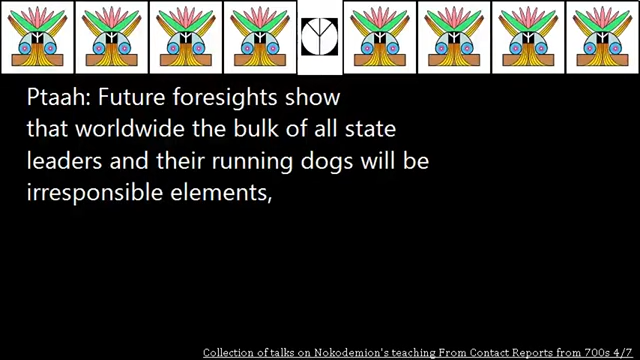 Ptaah: Future foresights show
that worldwide the bulk of all state
leaders and their running dogs will be
irresponsible elements,
Collection of talks on Nokodemion's teaching From Contact Reports from 700s 4/7